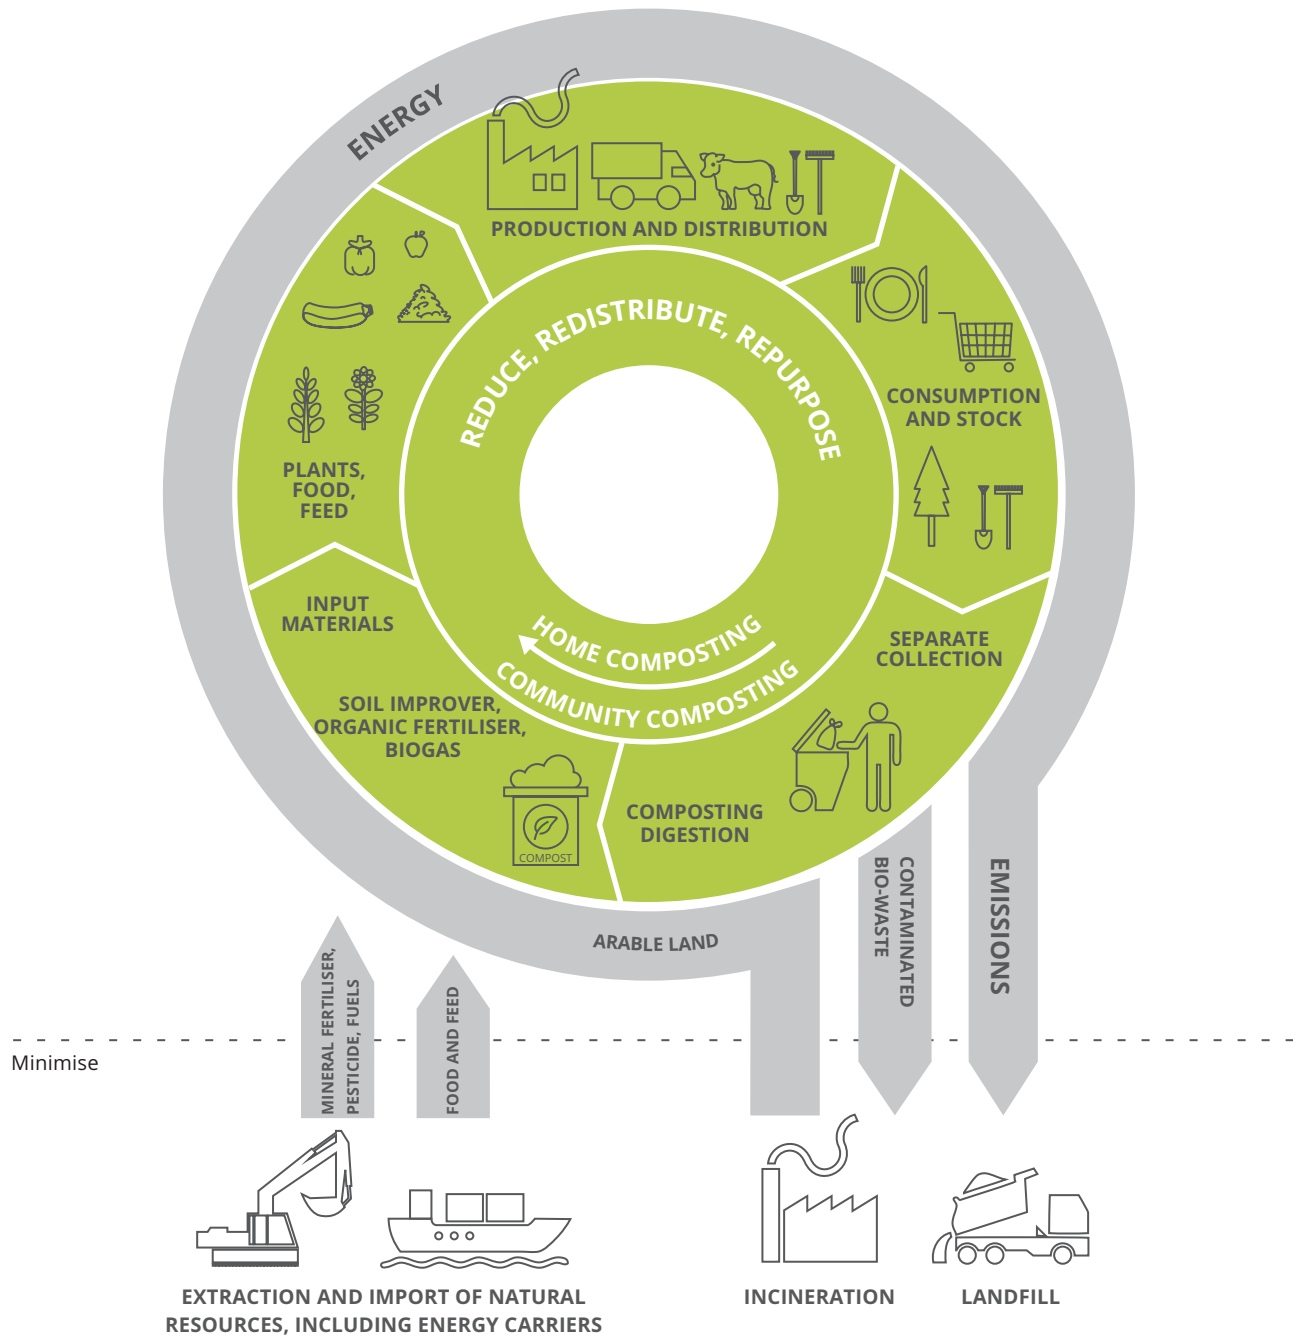 ENERGY
PRODUCTION AND DISTRIBUTION
REDUCE, REDISTRIBUTE, REPURPOSE
CONSUMPTION
AND STOCK
PLANTS,
FOOD,
FEED
INPUT
MATERIALS
SEPARATE
COLLECTION
HOME COMPOSTING
COMMUNITY COMPOSTING
SOIL IMPROVER,
ORGANIC FERTILISER,
BIOGAS
COMPOST
COMPOSTING
DIGESTION
ARABLE LAND
CONTAMINATED
BIO-WASTE
EMISSIONS
MINERAL FERTILISER,
PESTICIDE, FUELS
FOOD AND FEED
Minimise
EXTRACTION AND IMPORT OF NATURAL
RESOURCES, INCLUDING ENERGY CARRIERS
INCINERATION
LANDFILL